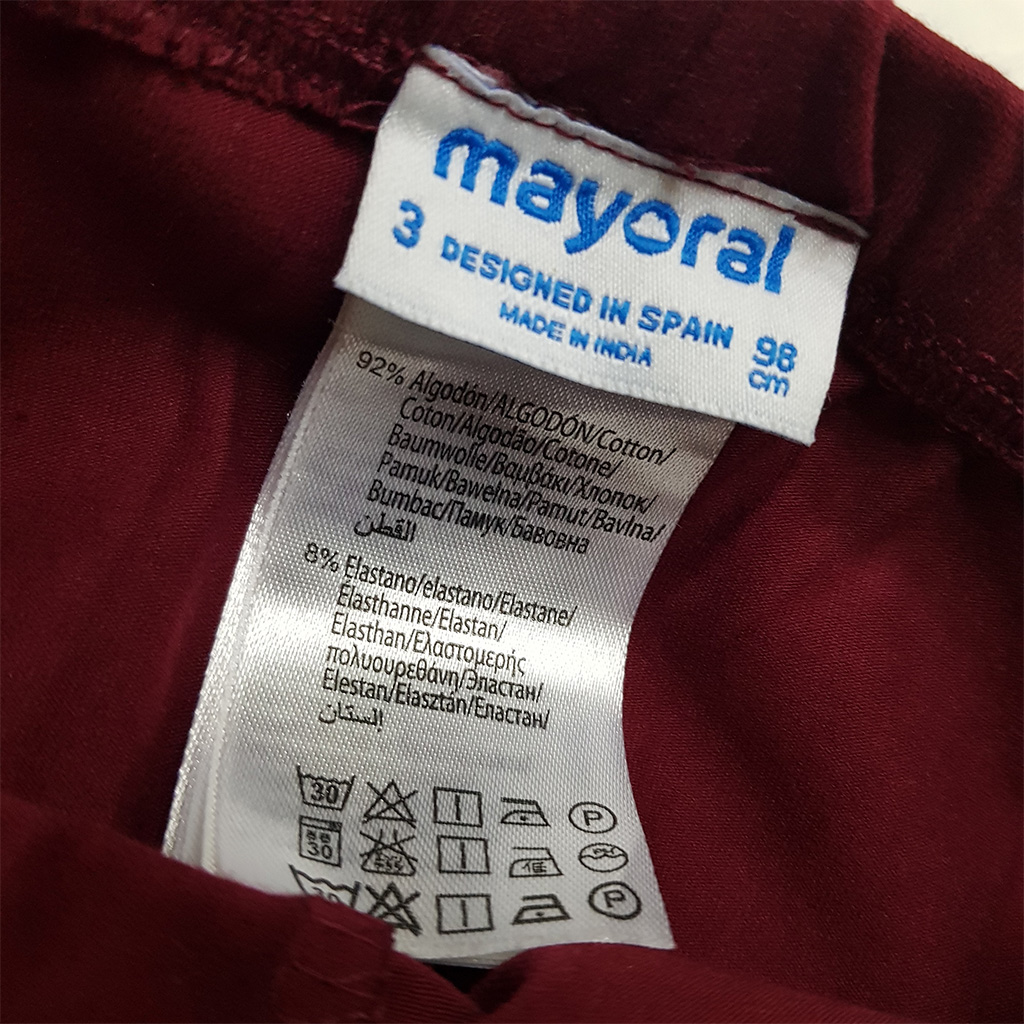 mayoral
3 DESIGNED IN SPAIN 98
MADE IN INDIA cm
92% Algodón/ALGODÓN/Cotton/
Coton/Algodão/Cotone/
Baumwolle/Βαμβάκι/Хлопок/
Pamuk/Bawełna/Pamut/Bavlna/
Bumbac/Памук/Бавовна
القطن
8% Elastano/elastano/Elastane/
Élasthanne/Elastan/
Elasthan/Ελαστομερής
πολυουρεθάνη/Эластан/
Elestan/Elasztán/Еластан/
إلستان
30 P
30 低
30 P